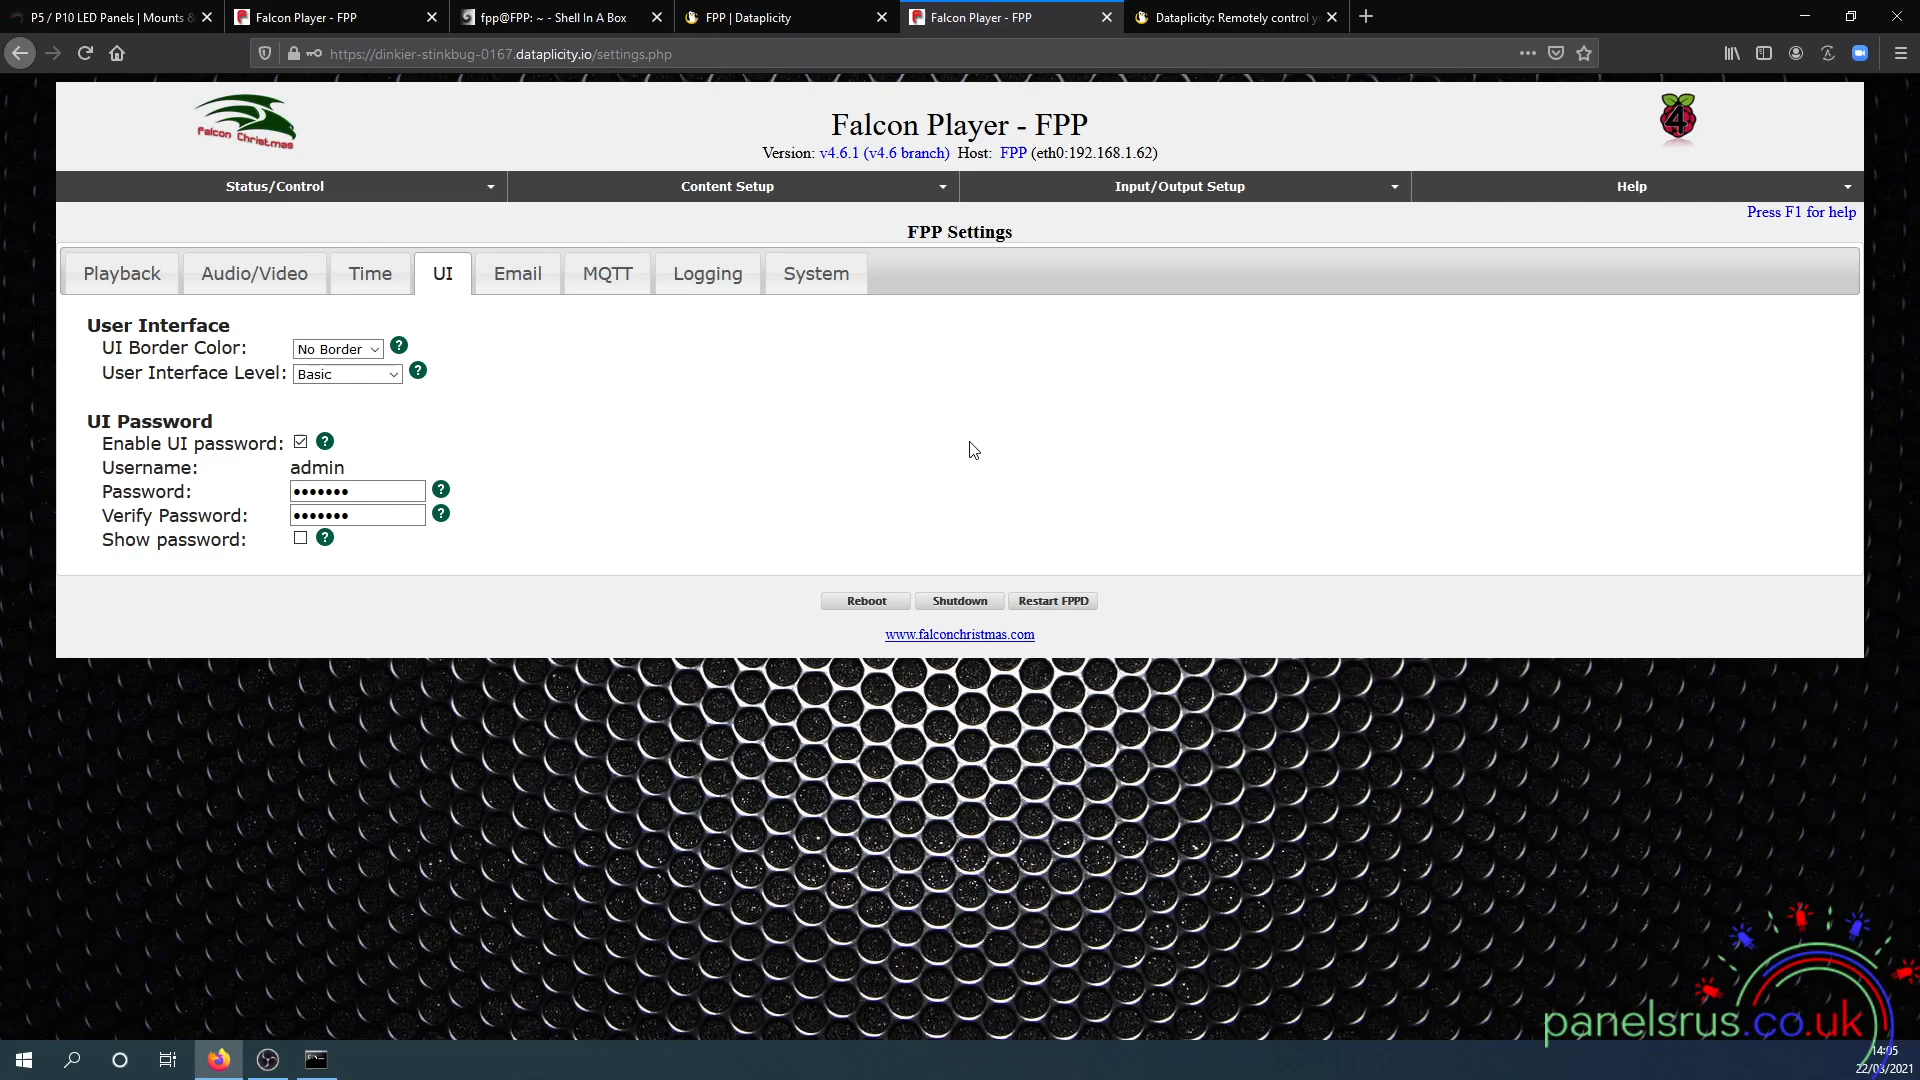 P5 / P10 LED Panels | Mounts &
Falcon Player - FPP
fpp@FPP: ~ - Shell In A Box
FPP | Dataplicity
Falcon Player - FPP
Dataplicity: Remotely control y
https://dinkier-stinkbug-0167.dataplicity.io/settings.php
Falcon Christmas
Falcon Player - FPP
4
Version: v4.6.1 (v4.6 branch) Host: FPP (eth0:192.168.1.62)
Status/Control
Content Setup
Input/Output Setup
Help
Press F1 for help
FPP Settings
Playback
Audio/Video
Time
UI
Email
MQTT
Logging
System
User Interface
UI Border Color: No Border ?
User Interface Level: Basic ?
UI Password
Enable UI password: ?
Username: admin
Password: ••••••• ?
Verify Password: ••••••• ?
Show password: ?
Reboot
Shutdown
Restart FPPD
www.falconchristmas.com
panelsrus.co.uk
14:05
22/03/2021